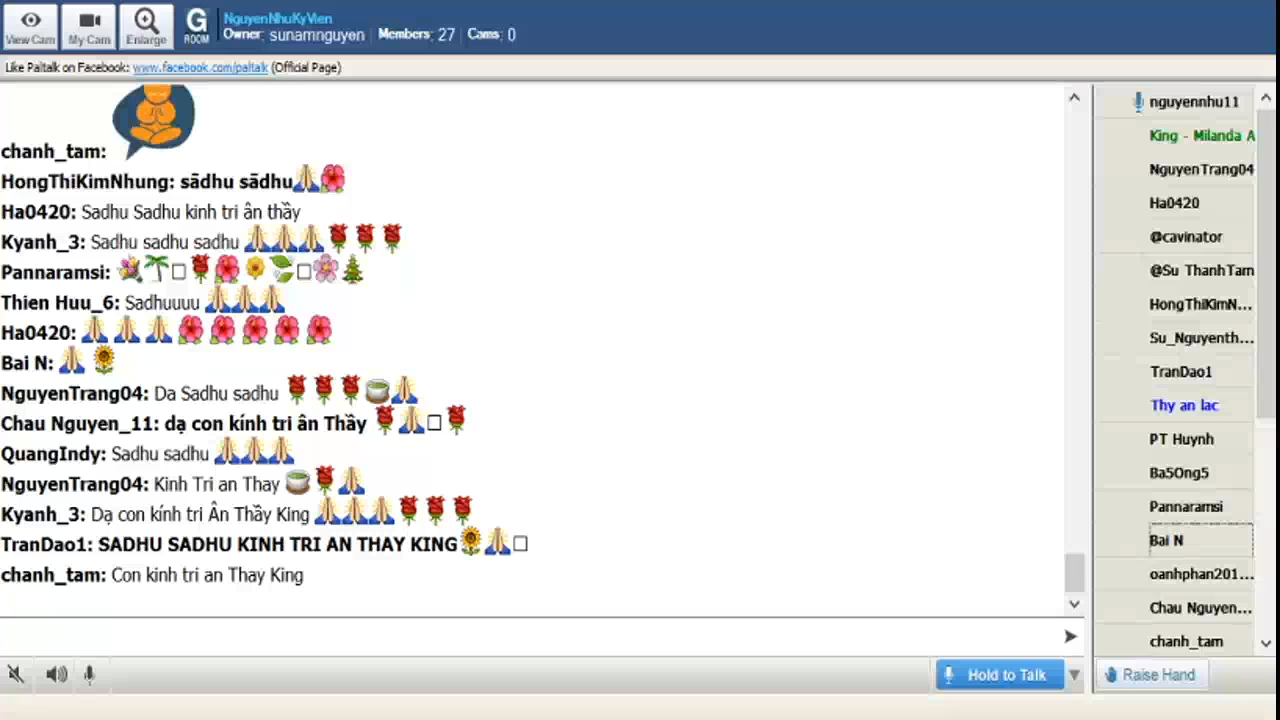 View Cam
My Cam
Enlarge
G
ROOM
NguyenNhuKyVien
Owner: sunamnguyen | Members: 27 | Cams: 0
Like Paltalk on Facebook: www.facebook.com/paltalk (Official Page)
chanh_tam:
HongThiKimNhung: sādhu sādhu🙏🌺
Ha0420: Sadhu Sadhu kinh tri ân thầy
Kyanh_3: Sadhu sadhu sadhu 🙏🙏🙏🌹🌹🌹
Pannaramsi: 💐🌴□🌹🌺🌼🍃□🌸🌲
Thien Huu_6: Sadhuuuu 🙏🙏🙏
Ha0420: 🙏🙏🙏🌺🌺🌺🌺🌺
Bai N: 🙏🌻
NguyenTrang04: Da Sadhu sadhu 🌹🌹🌹🍵🙏
Chau Nguyen_11: dạ con kính tri ân Thầy 🌹🙏□🌹
QuangIndy: Sadhu sadhu 🙏🙏🙏
NguyenTrang04: Kinh Tri an Thay 🍵🌹🙏
Kyanh_3: Dạ con kính tri Ân Thầy King 🙏🙏🙏🌹🌹🌹
TranDao1: SADHU SADHU KINH TRI AN THAY KING🌻🙏□
chanh_tam: Con kinh tri an Thay King
Hold to Talk
nguyennhu11
King - Milanda A
NguyenTrang04
Ha0420
@cavinator
@Su ThanhTam
HongThiKimN...
Su_Nguyenth...
TranDao1
Thy an lac
PT Huynh
Ba5Ong5
Pannaramsi
Bai N
oanhphan201...
Chau Nguyen...
chanh_tam
Raise Hand